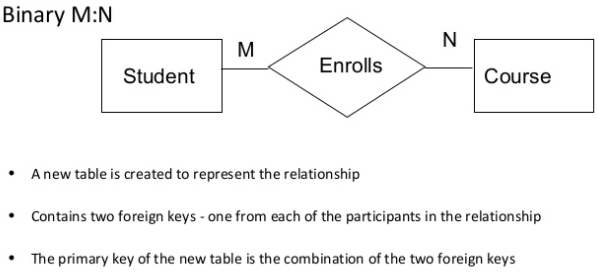 Binary M:N
Student
M
Enrolls
N
Course
• A new table is created to represent the relationship
• Contains two foreign keys - one from each of the participants in the relationship
• The primary key of the new table is the combination of the two foreign keys